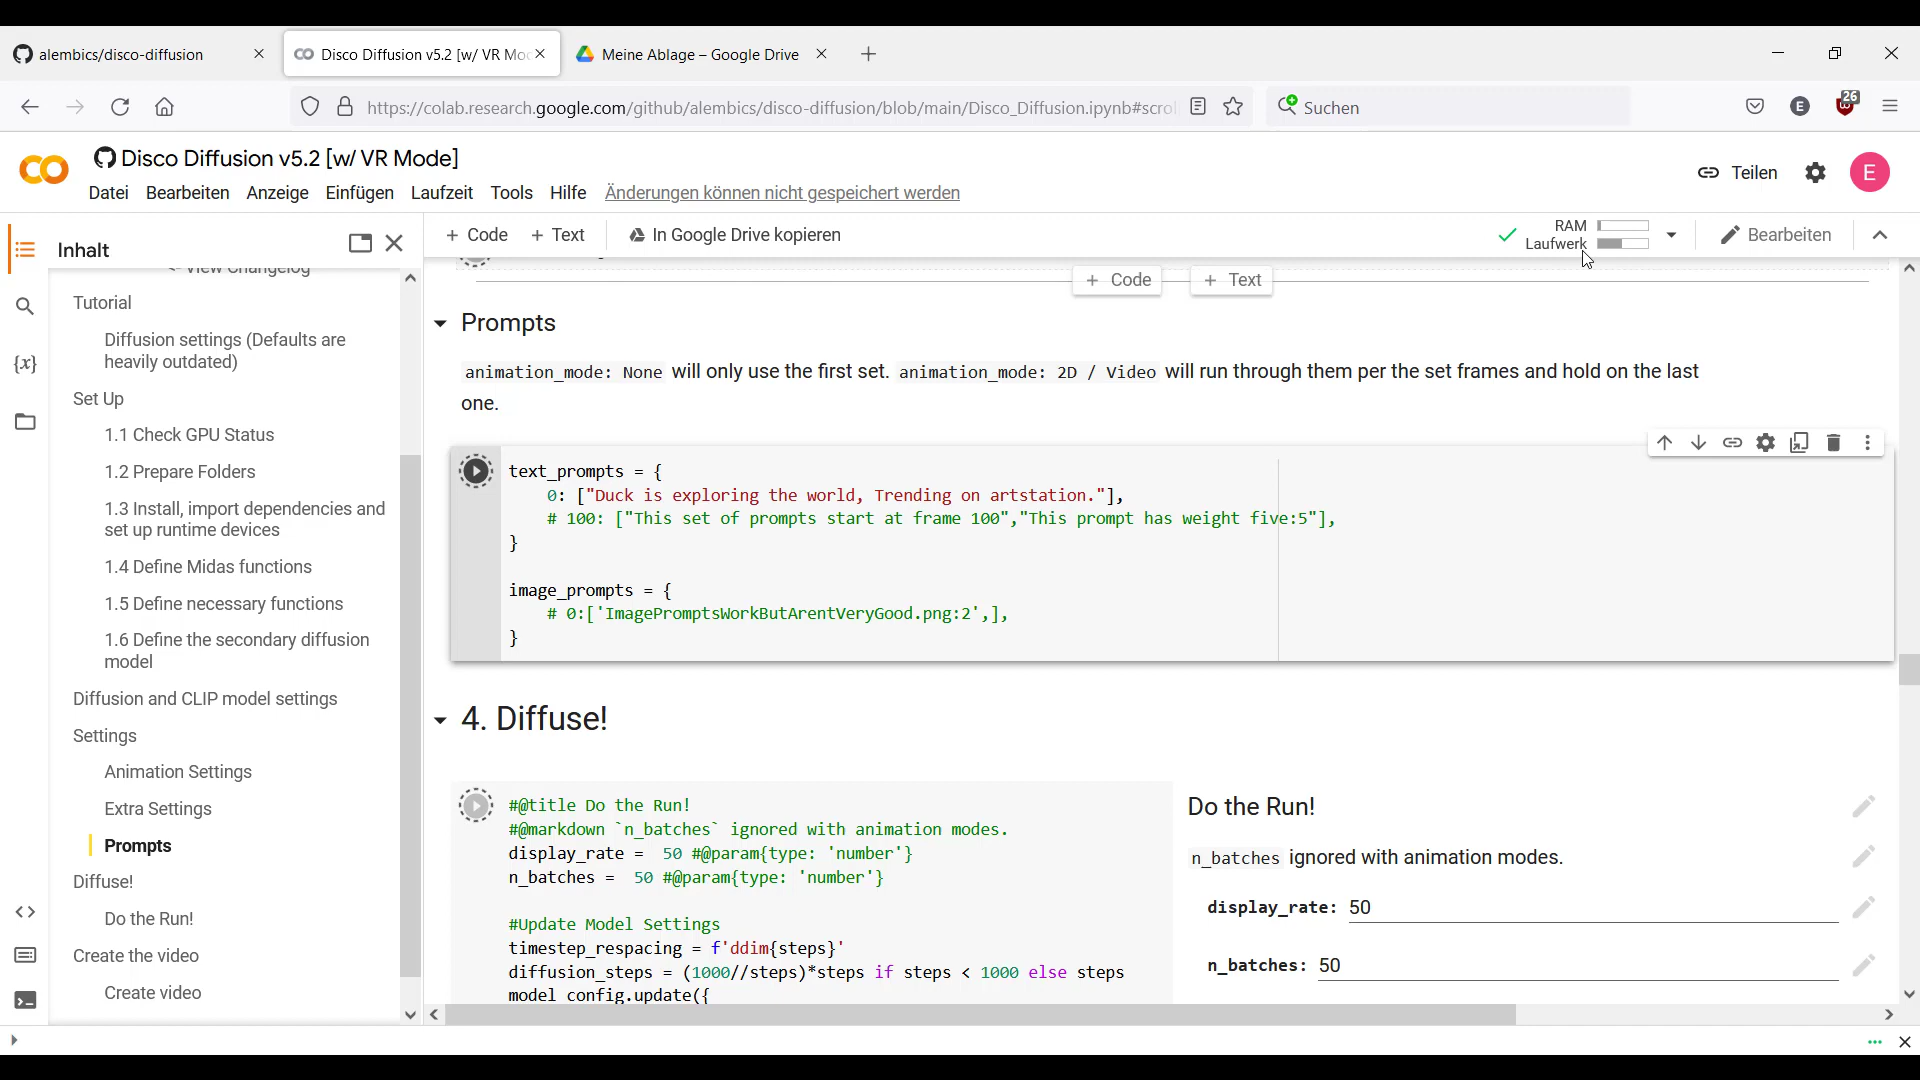 alembics/disco-diffusion
Disco Diffusion v5.2 [w/ VR Mo
Meine Ablage – Google Drive
https://colab.research.google.com/github/alembics/disco-diffusion/blob/main/Disco_Diffusion.ipynb#scrol
Suchen
E
26
Disco Diffusion v5.2 [w/ VR Mode]
Datei Bearbeiten Anzeige Einfügen Laufzeit Tools Hilfe Änderungen können nicht gespeichert werden
Teilen
E
Inhalt
+ Code + Text In Google Drive kopieren
RAM
Laufwerk
Bearbeiten
View Changelog
Tutorial
Diffusion settings (Defaults are
heavily outdated)
Set Up
1.1 Check GPU Status
1.2 Prepare Folders
1.3 Install, import dependencies and
set up runtime devices
1.4 Define Midas functions
1.5 Define necessary functions
1.6 Define the secondary diffusion
model
Diffusion and CLIP model settings
Settings
Animation Settings
Extra Settings
Prompts
Diffuse!
Do the Run!
Create the video
Create video
+ Code + Text
Prompts
animation_mode: None will only use the first set. animation_mode: 2D / Video will run through them per the set frames and hold on the last
one.
text_prompts = {
0: ["Duck is exploring the world, Trending on artstation."],
# 100: ["This set of prompts start at frame 100","This prompt has weight five:5"],
}
image_prompts = {
# 0:['ImagePromptsWorkButArentVeryGood.png:2',],
}
4. Diffuse!
#@title Do the Run!
#@markdown `n_batches` ignored with animation modes.
display_rate = 50 #@param{type: 'number'}
n_batches = 50 #@param{type: 'number'}
#Update Model Settings
timestep_respacing = f'ddim{steps}'
diffusion_steps = (1000//steps)*steps if steps < 1000 else steps
model_config.update({
Do the Run!
n_batches ignored with animation modes.
display_rate: 50
n_batches: 50